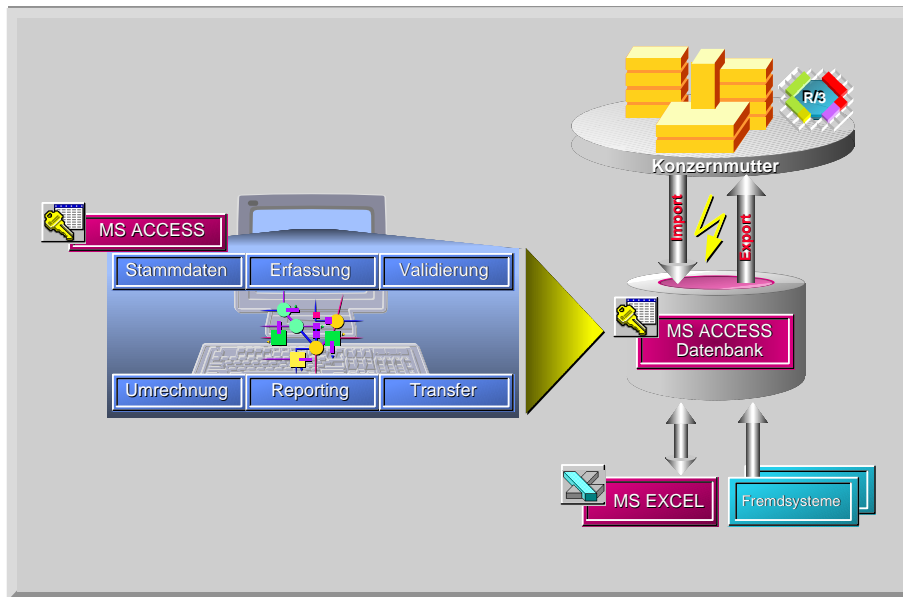 R/3
Konzernmutter
Import
Export
MS ACCESS
Stammdaten
Erfassung
Validierung
Umrechnung
Reporting
Transfer
MS ACCESS
Datenbank
MS EXCEL
Fremdsysteme